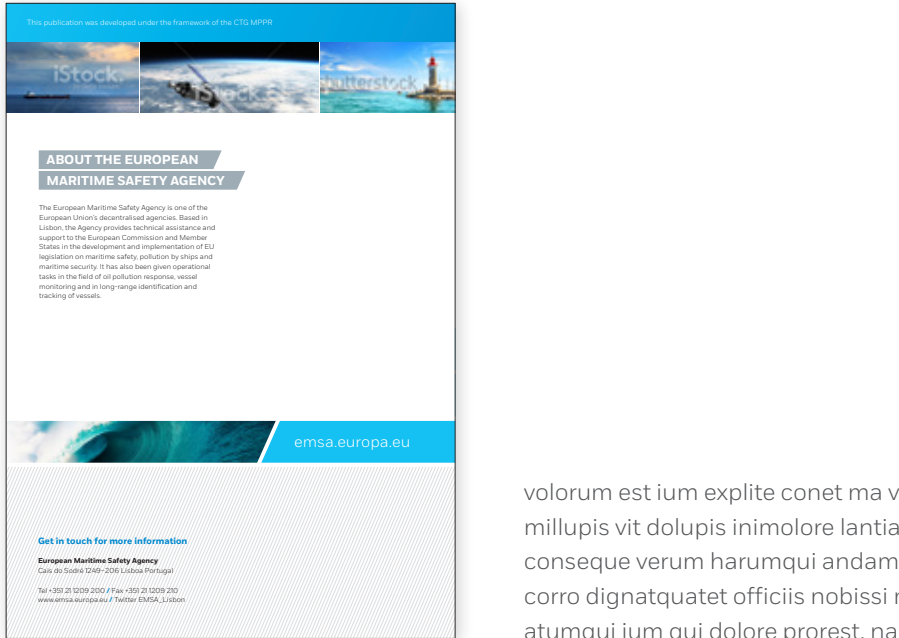 This publication was developed under the framework of the CTG MPPR
iStock.
iStock.
shutterstock
ABOUT THE EUROPEAN
MARITIME SAFETY AGENCY
The European Maritime Safety Agency is one of the
European Union's decentralised agencies. Based in
Lisbon, the Agency provides technical assistance and
support to the European Commission and Member
States in the development and implementation of EU
legislation on maritime safety, pollution by ships and
maritime security. It has also been given operational
tasks in the field of oil pollution response, vessel
monitoring and in long-range identification and
tracking of vessels.
emsa.europa.eu
Get in touch for more information
European Maritime Safety Agency
Cais do Sodré 1249-206 Lisboa Portugal
Tel +351 21 1209 200 / Fax +351 21 1209 210
www.emsa.europa.eu / Twitter EMSA_Lisbon
volorum est ium explite conet ma v
millupis vit dolupis inimolore lantia
conseque verum harumqui andam
corro dignatquatet officiis nobissi
atumqui ium qui dolore prorest, na